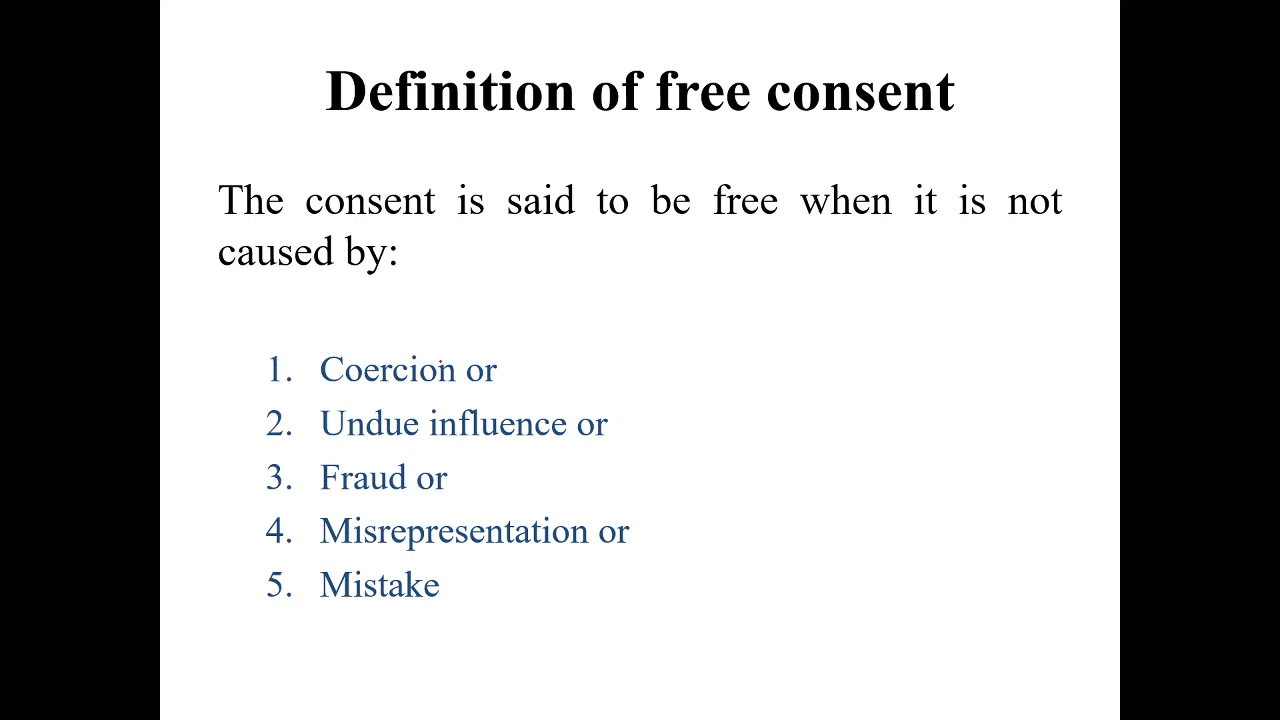 Definition of free consent
The consent is said to be free when it is not
caused by:
1. Coercion or
2. Undue influence or
3. Fraud or
4. Misrepresentation or
5. Mistake